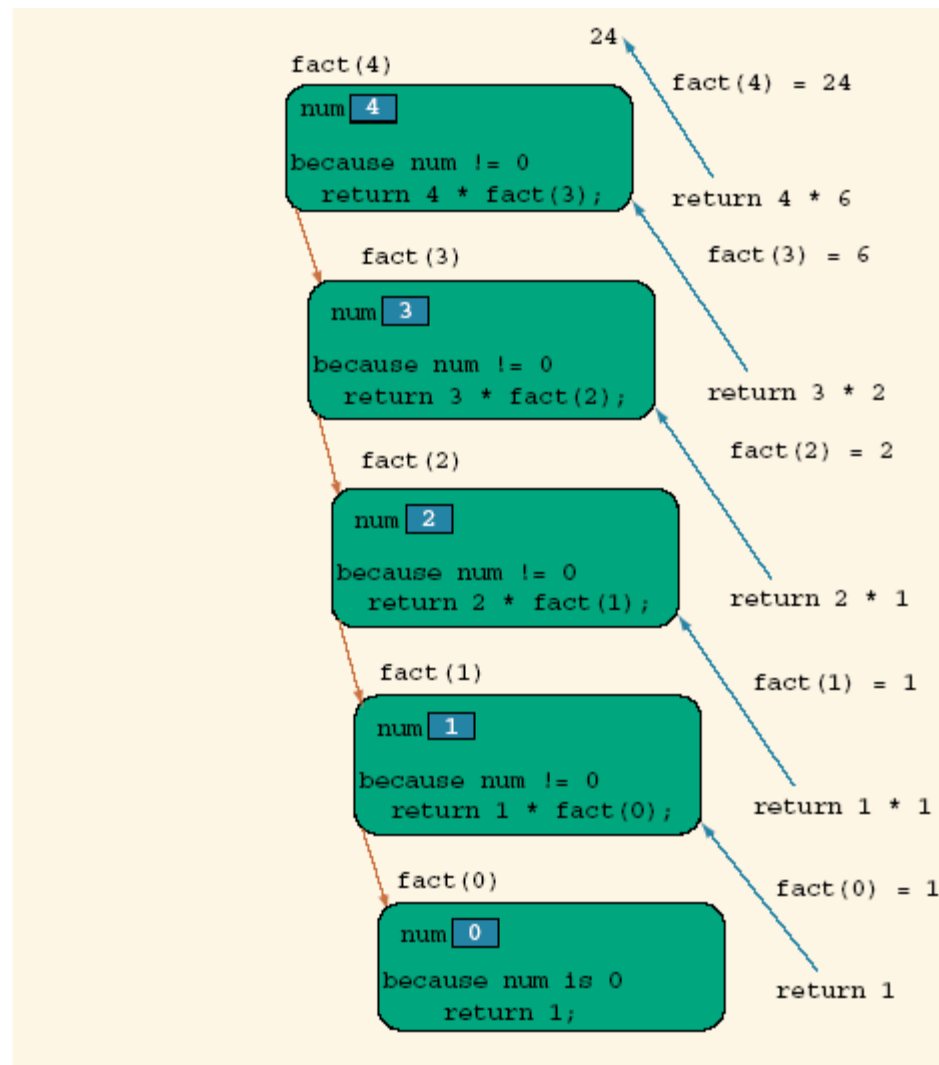 24
fact(4)
fact(4) = 24
num 4
because num != 0
return 4 * fact(3);
return 4 * 6
fact(3)
fact(3) = 6
num 3
because num != 0
return 3 * fact(2);
return 3 * 2
fact(2)
fact(2) = 2
num 2
because num != 0
return 2 * fact(1);
return 2 * 1
fact(1)
fact(1) = 1
num 1
because num != 0
return 1 * fact(0);
return 1 * 1
fact(0)
fact(0) = 1
num 0
because num is 0
return 1;
return 1